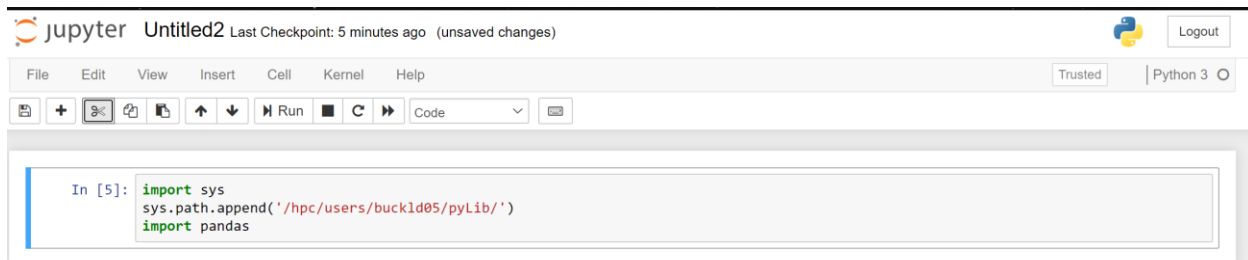 jupyter Untitled2 Last Checkpoint: 5 minutes ago (unsaved changes) Logout
File Edit View Insert Cell Kernel Help Trusted Python 3
Run Code
In [5]: import sys
sys.path.append('/hpc/users/buckld05/pyLib/')
import pandas